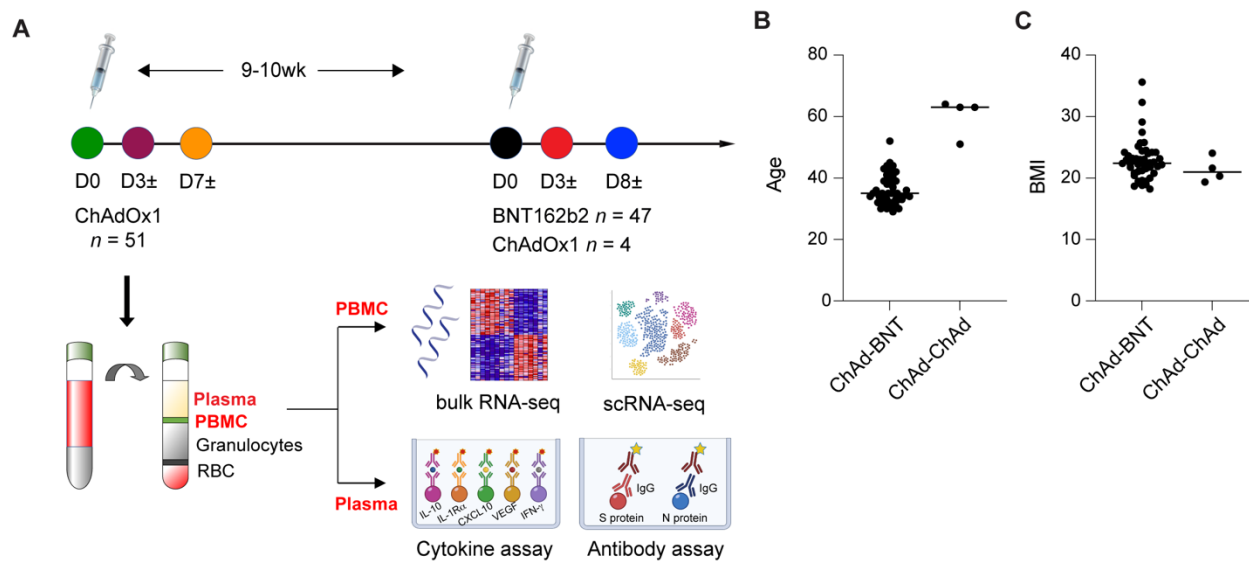 A
9-10wk
D0 D3± D7± D0 D3± D8±
ChAdOx1
n = 51
BNT162b2 n = 47
ChAdOx1 n = 4
Plasma
PBMC
Granulocytes
RBC
PBMC
bulk RNA-seq
scRNA-seq
Plasma
IL-10 IL-1Rα CXCL10 VEGF IFN-γ
Cytokine assay
IgG IgG
S protein N protein
Antibody assay
B
Age
80
60
40
20
0
ChAd-BNT
ChAd-ChAd
C
BMI
40
30
20
10
0
ChAd-BNT
ChAd-ChAd